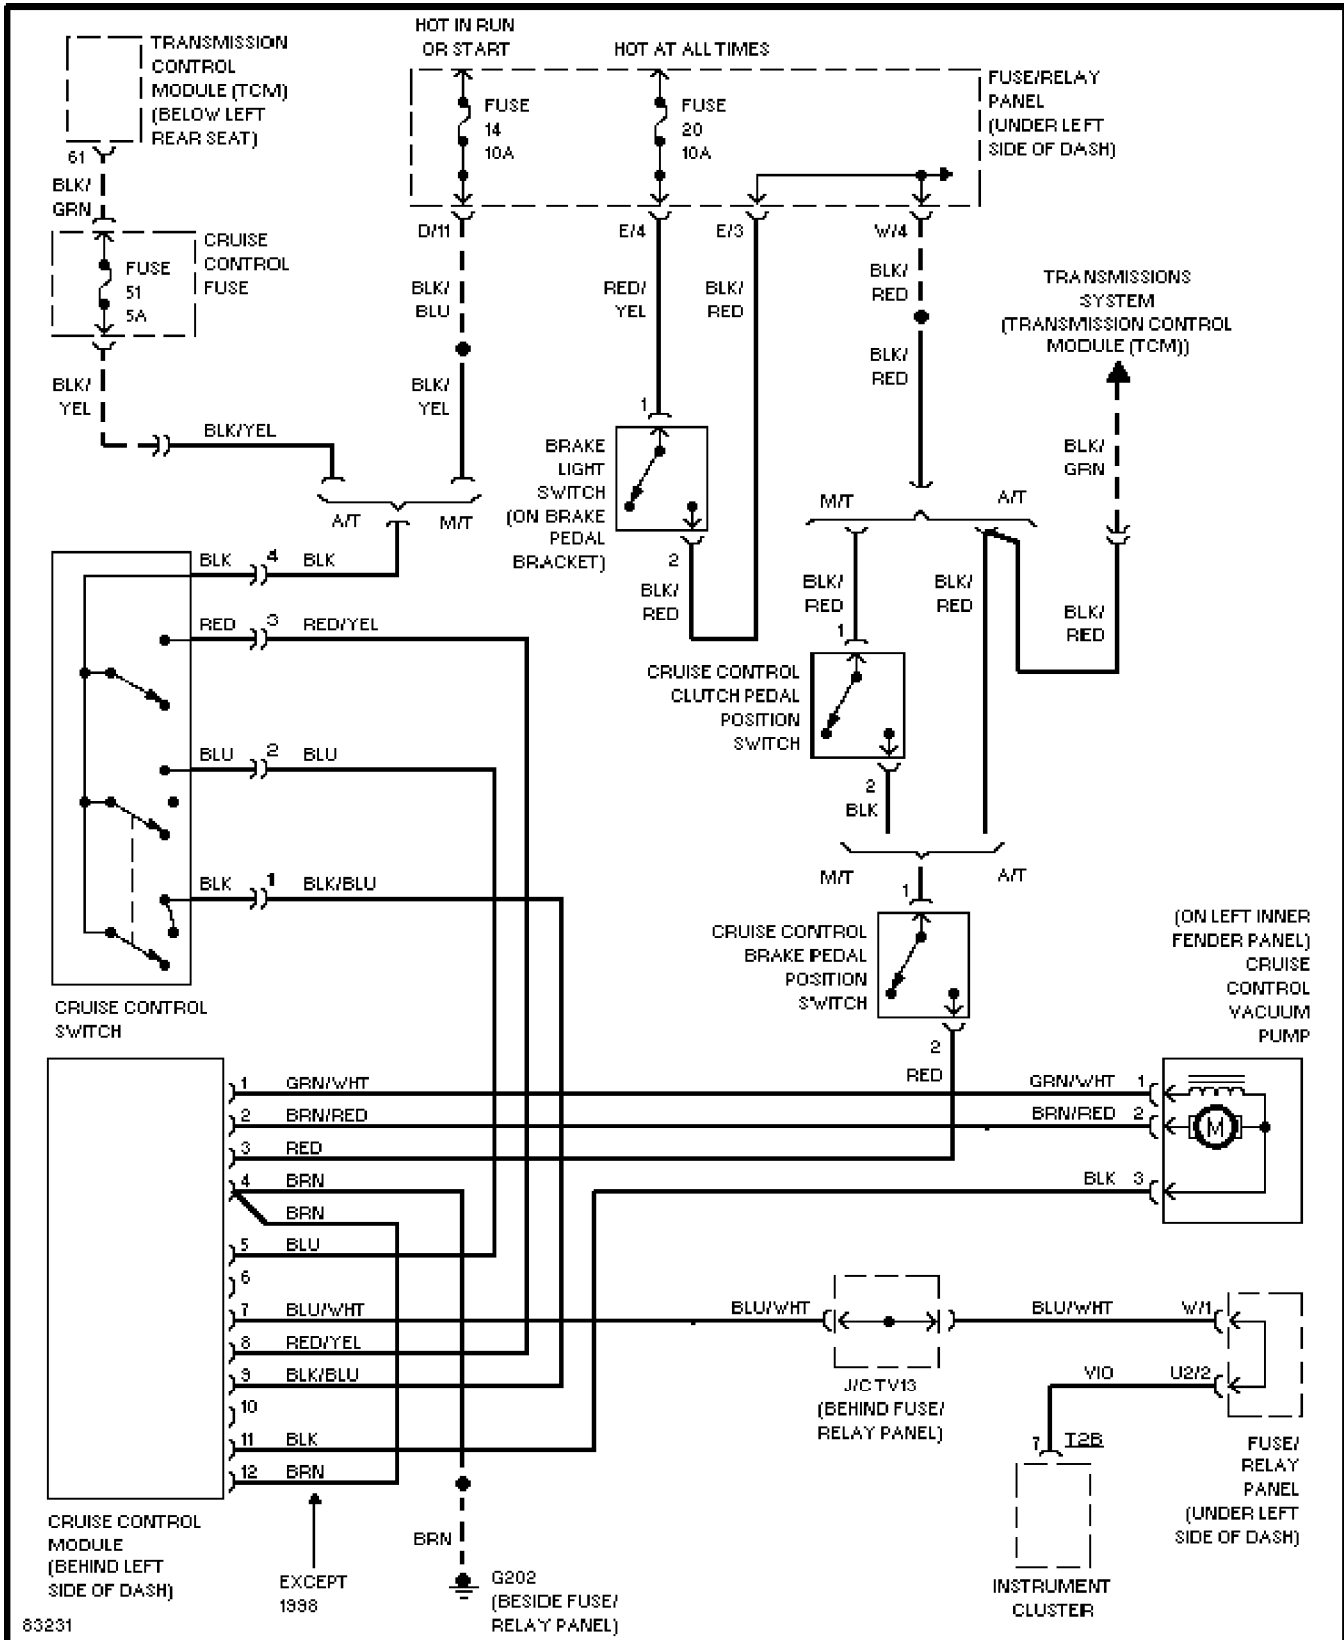 TRANSMISSION
CONTROL
MODULE (TCM)
(BELOW LEFT
REAR SEAT)
HOT IN RUN
OR START
HOT AT ALL TIMES
FUSE
14
10A
FUSE
20
10A
FUSE/RELAY
PANEL
(UNDER LEFT
SIDE OF DASH)
61
BLK/
GRN
CRUISE
CONTROL
FUSE
FUSE
51
5A
D/11
E/4
E/3
W/4
BLK/
BLU
RED/
YEL
BLK/
RED
BLK/
RED
TRANSMISSIONS
SYSTEM
(TRANSMISSION CONTROL
MODULE (TCM))
BLK/
YEL
BLK/YEL
BLK/
YEL
BLK/
RED
1
BRAKE
LIGHT
SWITCH
(ON BRAKE
PEDAL
BRACKET)
2
BLK/
RED
BLK/
GRN
A/T
M/T
M/T
A/T
BLK
4
BLK
RED
3
RED/YEL
BLU
2
BLU
BLK
1
BLK/BLU
CRUISE CONTROL
SWITCH
BLK/
RED
BLK/
RED
BLK/
RED
1
CRUISE CONTROL
CLUTCH PEDAL
POSITION
SWITCH
2
BLK
M/T
A/T
1
CRUISE CONTROL
BRAKE PEDAL
POSITION
SWITCH
2
RED
(ON LEFT INNER
FENDER PANEL)
CRUISE
CONTROL
VACUUM
PUMP
1 GRN/WHT
2 BRN/RED
3 RED
4 BRN
BRN
5 BLU
6
7 BLU/WHT
8 RED/YEL
9 BLK/BLU
10
11 BLK
12 BRN
GRN/WHT 1
BRN/RED 2
M
BLK 3
BLU/WHT
BLU/WHT
W/1
VIO
U2/2
J/C TV13
(BEHIND FUSE/
RELAY PANEL)
7
T2B
FUSE/
RELAY
PANEL
(UNDER LEFT
SIDE OF DASH)
INSTRUMENT
CLUSTER
CRUISE CONTROL
MODULE
(BEHIND LEFT
SIDE OF DASH)
EXCEPT
1998
BRN
G202
(BESIDE FUSE/
RELAY PANEL)
83231